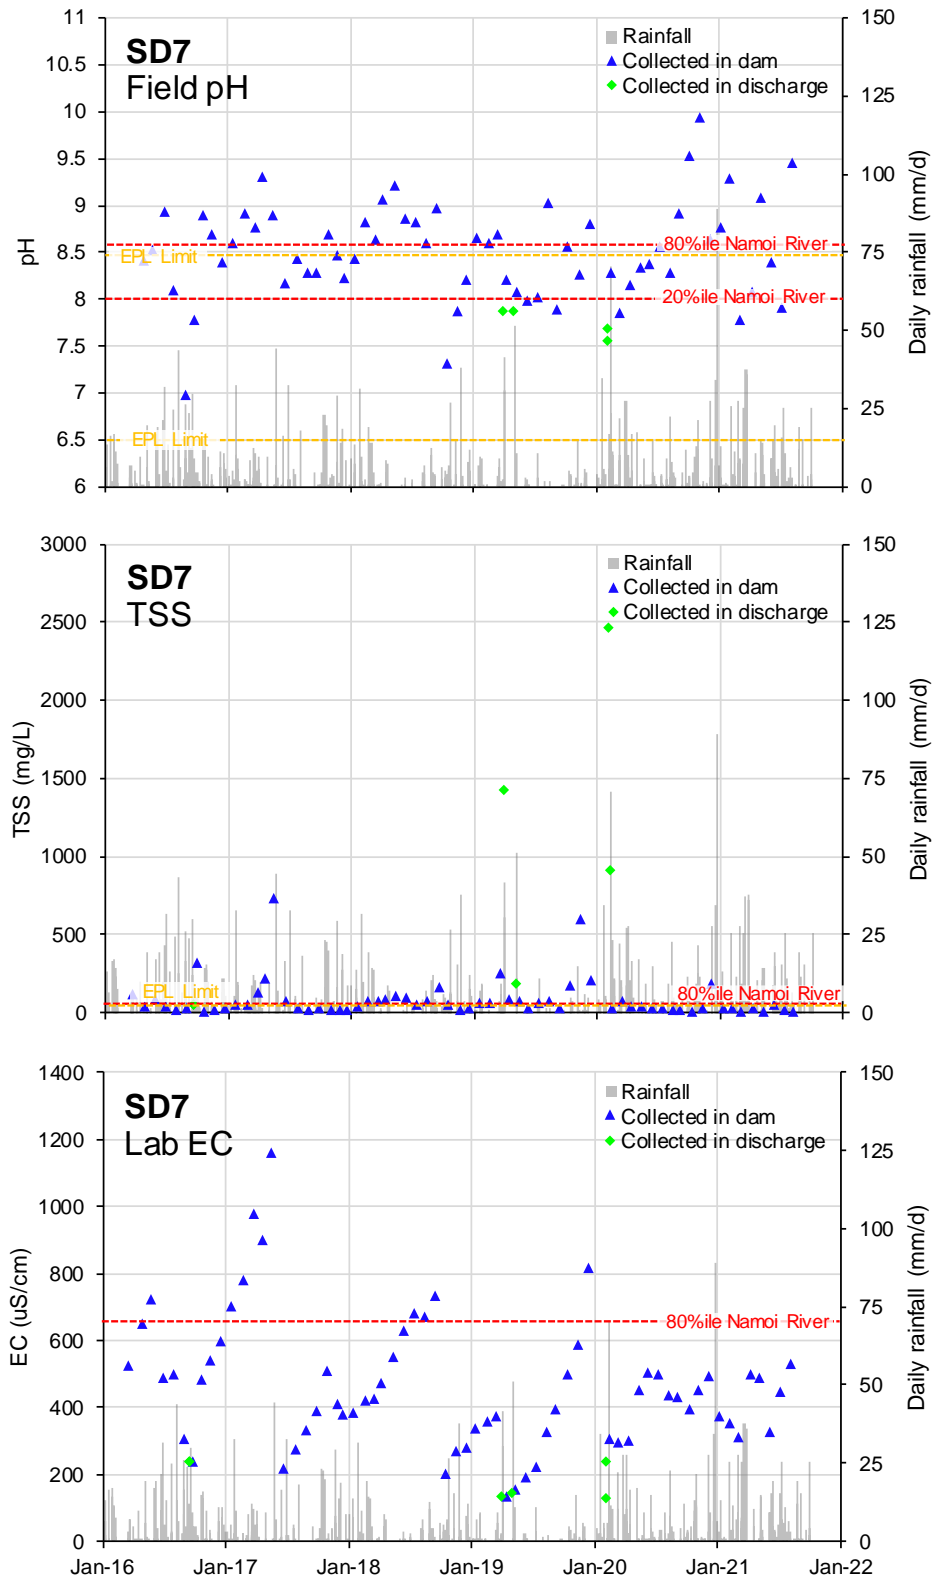 11
10.5
10
9.5
9
8.5
8
7.5
7
6.5
6
pH
SD7
Field pH
Rainfall
Collected in dam
Collected in discharge
80%ile Namoi River
EPL Limit
20%ile Namoi River
EPL Limit
150
125
100
75
50
25
0
Daily rainfall (mm/d)
3000
2500
2000
1500
1000
500
0
TSS (mg/L)
SD7
TSS
Rainfall
Collected in dam
Collected in discharge
EPL Limit
80%ile Namoi River
150
125
100
75
50
25
0
Daily rainfall (mm/d)
1400
1200
1000
800
600
400
200
0
EC (uS/cm)
SD7
Lab EC
Rainfall
Collected in dam
Collected in discharge
80%ile Namoi River
150
125
100
75
50
25
0
Daily rainfall (mm/d)
Jan-16 Jan-17 Jan-18 Jan-19 Jan-20 Jan-21 Jan-22